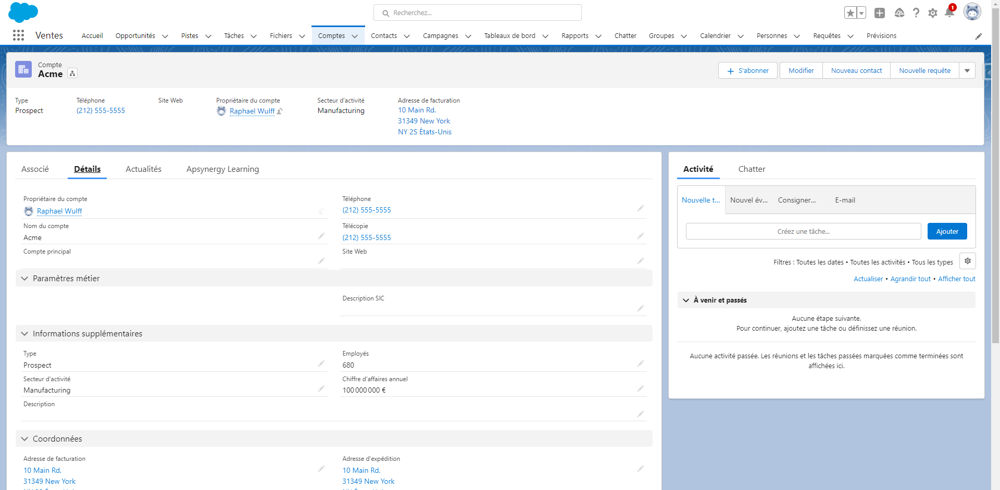 Recherchez...
1
Ventes
Accueil
Opportunités
Pistes
Tâches
Fichiers
Comptes
Contacts
Campagnes
Tableaux de bord
Rapports
Chatter
Groupes
Calendrier
Personnes
Requêtes
Prévisions
Compte
Acme
S'abonner
Modifier
Nouveau contact
Nouvelle requête
Type
Prospect
Téléphone
(212) 555-5555
Site Web
Propriétaire du compte
Raphael Wulff
Secteur d'activité
Manufacturing
Adresse de facturation
10 Main Rd.
31349 New York
NY 2S États-Unis
Associé
Détails
Actualités
Apsynergy Learning
Propriétaire du compte
Raphael Wulff
Téléphone
(212) 555-5555
Nom du compte
Acme
Télécopie
(212) 555-5555
Compte principal
Site Web
Paramètres métier
Description SIC
Informations supplémentaires
Type
Prospect
Employés
680
Secteur d'activité
Manufacturing
Chiffre d'affaires annuel
100 000 000 €
Description
Coordonnées
Adresse de facturation
10 Main Rd.
31349 New York
Adresse d'expédition
10 Main Rd.
31349 New York
Activité
Chatter
Nouvelle t...
Nouvel év...
Consigner...
E-mail
Créez une tâche...
Ajouter
Filtres : Toutes les dates • Toutes les activités • Tous les types
Actualiser • Agrandir tout • Afficher tout
À venir et passés
Aucune étape suivante.
Pour continuer, ajoutez une tâche ou définissez une réunion.
Aucune activité passée. Les réunions et les tâches passées marquées comme terminées sont
affichées ici.